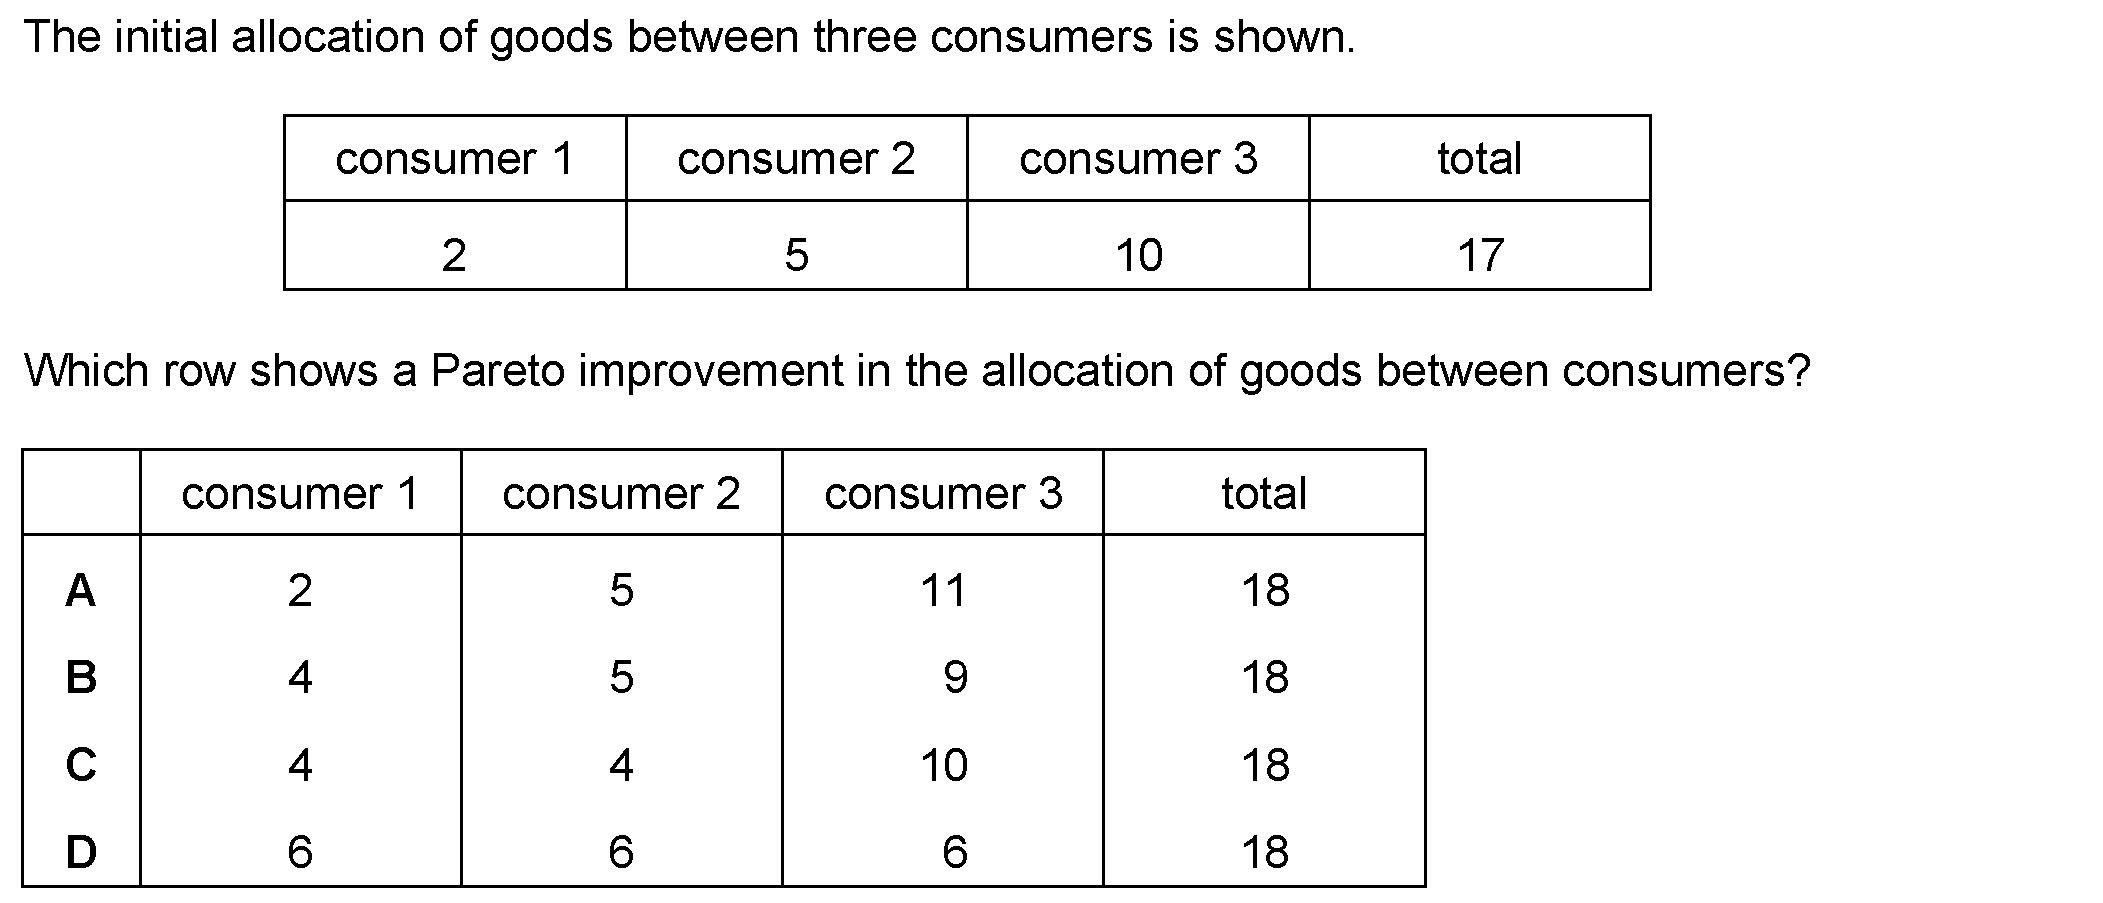 The initial allocation of goods between three consumers is shown.
consumer 1 consumer 2 consumer 3 total
2 5 10 17
Which row shows a Pareto improvement in the allocation of goods between consumers?
consumer 1 consumer 2 consumer 3 total
A 2 5 11 18
B 4 5 9 18
C 4 4 10 18
D 6 6 6 18